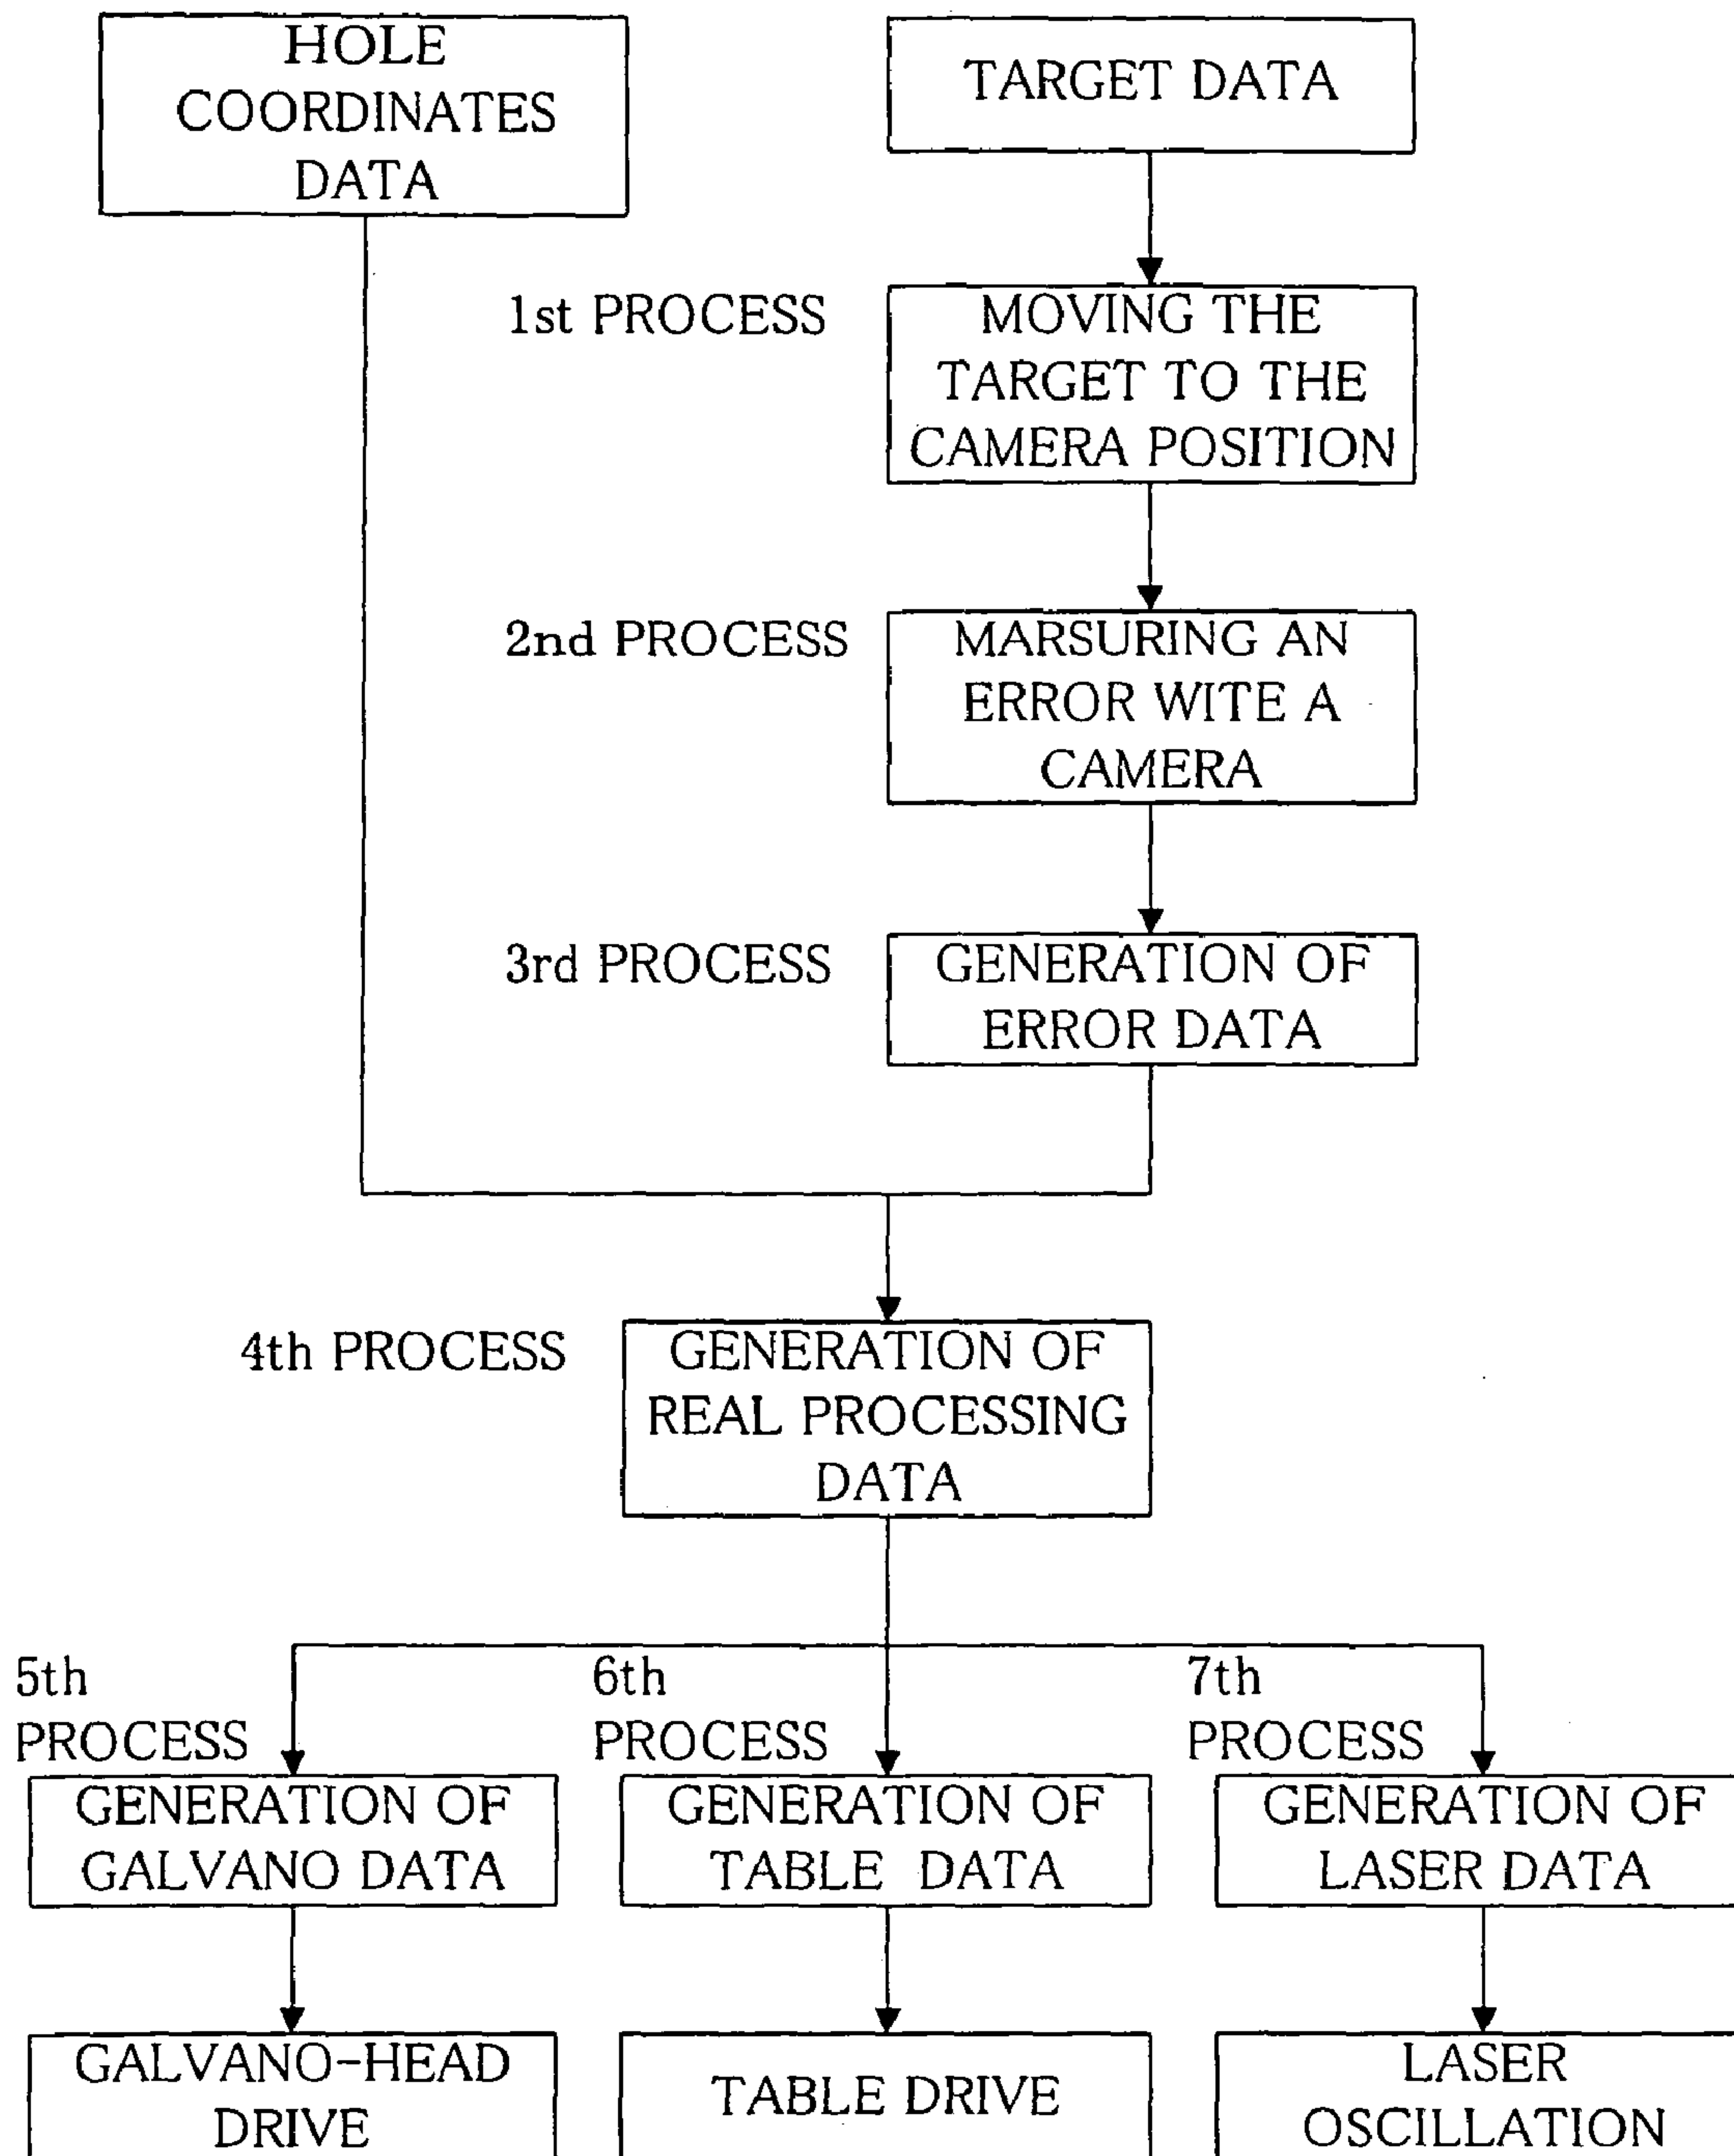 HOLE
COORDINATES
DATA
TARGET DATA
1st PROCESS
MOVING THE
TARGET TO THE
CAMERA POSITION
2nd PROCESS
MARSURING AN
ERROR WITE A
CAMERA
3rd PROCESS
GENERATION OF
ERROR DATA
4th PROCESS
GENERATION OF
REAL PROCESSING
DATA
5th
PROCESS
GENERATION OF
GALVANO DATA
6th
PROCESS
GENERATION OF
TABLE DATA
7th
PROCESS
GENERATION OF
LASER DATA
GALVANO-HEAD
DRIVE
TABLE DRIVE
LASER
OSCILLATION